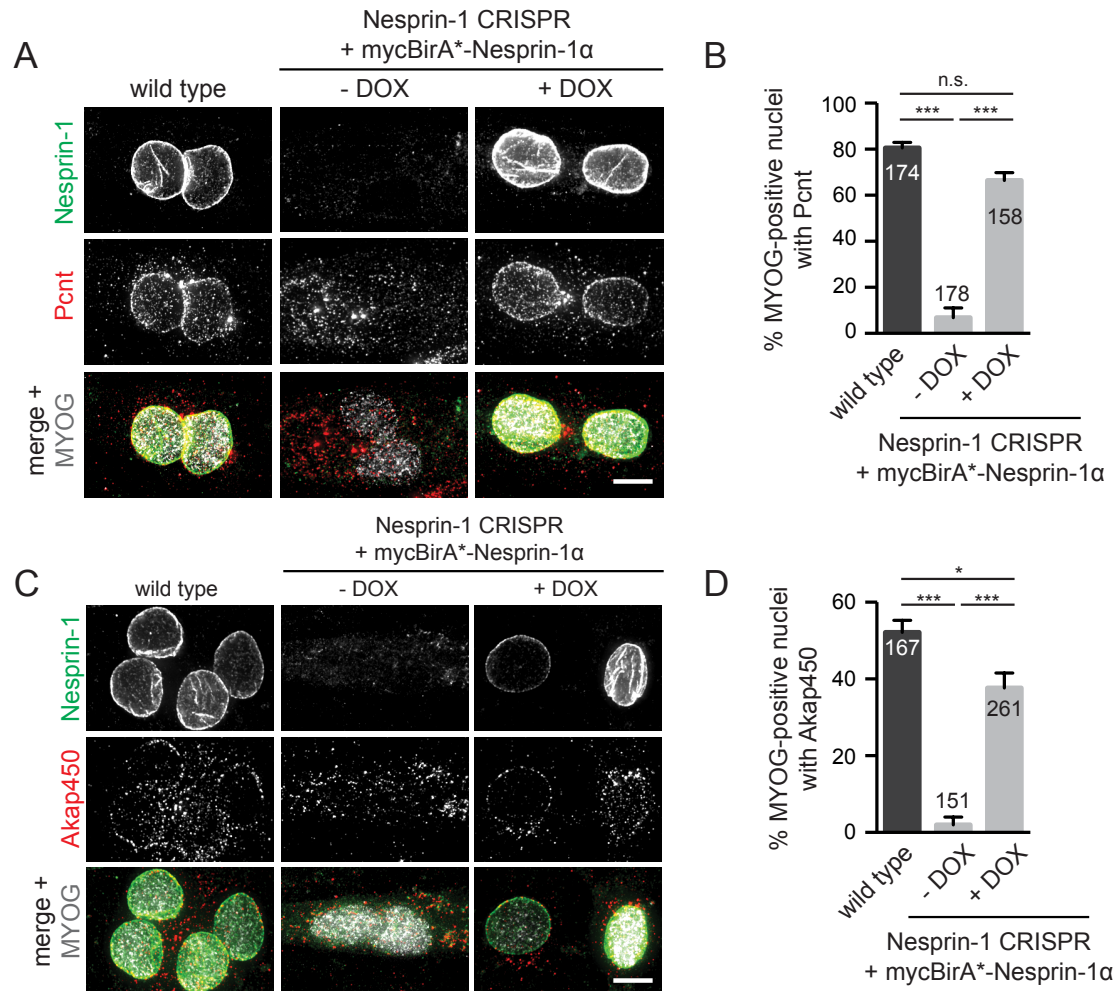 A
Nesprin-1 CRISPR
+ mycBirA*-Nesprin-1α
wild type
- DOX
+ DOX
Nesprin-1
Pcnt
merge +
MYOG
B
% MYOG-positive nuclei
with Pcnt
n.s.
***
***
80
60
40
20
0
174
178
158
wild type
- DOX
+ DOX
Nesprin-1 CRISPR
+ mycBirA*-Nesprin-1α
C
Nesprin-1 CRISPR
+ mycBirA*-Nesprin-1α
wild type
- DOX
+ DOX
Nesprin-1
Akap450
merge +
MYOG
D
% MYOG-positive nuclei
with Akap450
*
***
***
60
40
20
0
167
151
261
wild type
- DOX
+ DOX
Nesprin-1 CRISPR
+ mycBirA*-Nesprin-1α